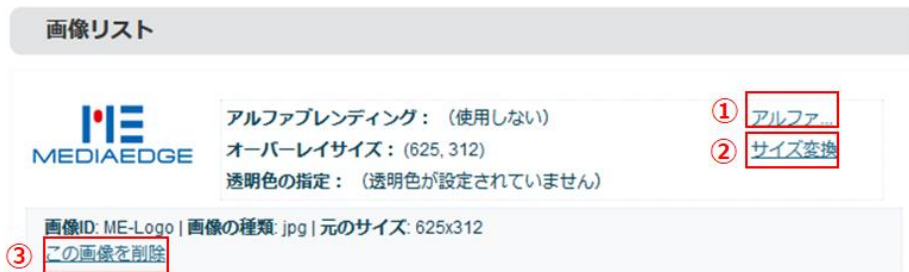 画像リスト
ME
MEDIAEDGE
アルファブレンディング： （使用しない） ① アルファ...
オーバーレイサイズ： (625, 312) ② サイズ変換
透明色の指定： （透明色が設定されていません）
画像ID: ME-Logo | 画像の種類: jpg | 元のサイズ: 625x312
③ この画像を削除